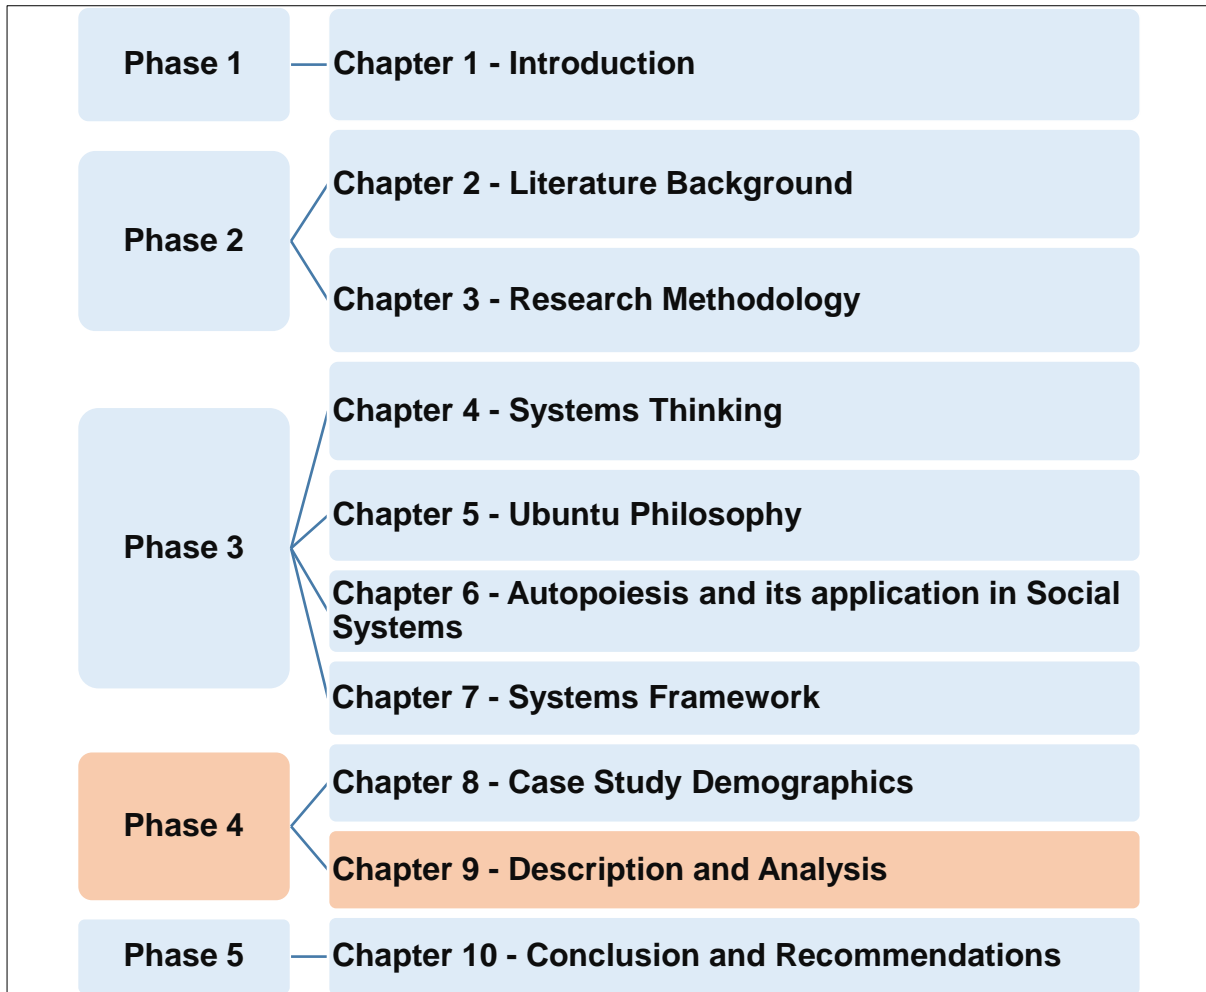 Phase 1
Chapter 1 - Introduction
Phase 2
Chapter 2 - Literature Background
Chapter 3 - Research Methodology
Phase 3
Chapter 4 - Systems Thinking
Chapter 5 - Ubuntu Philosophy
Chapter 6 - Autopoiesis and its application in Social
Systems
Chapter 7 - Systems Framework
Phase 4
Chapter 8 - Case Study Demographics
Chapter 9 - Description and Analysis
Phase 5
Chapter 10 - Conclusion and Recommendations